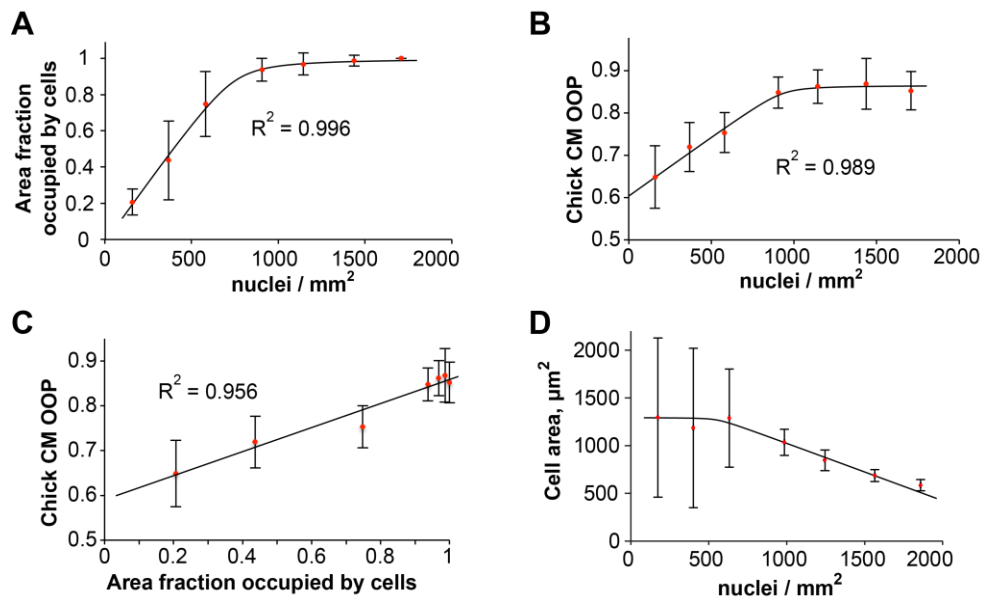 A
Area fraction
occupied by cells
1
0.8
0.6
0.4
0.2
0
R² = 0.996
0 500 1000 1500 2000
nuclei / mm²
B
Chick CM OOP
0.9
0.8
0.7
0.6
0.5
R² = 0.989
0 500 1000 1500 2000
nuclei / mm²
C
Chick CM OOP
0.9
0.8
0.7
0.6
0.5
R² = 0.956
0 0.2 0.4 0.6 0.8 1
Area fraction occupied by cells
D
Cell area, μm²
2000
1500
1000
500
0
0 500 1000 1500 2000
nuclei / mm²